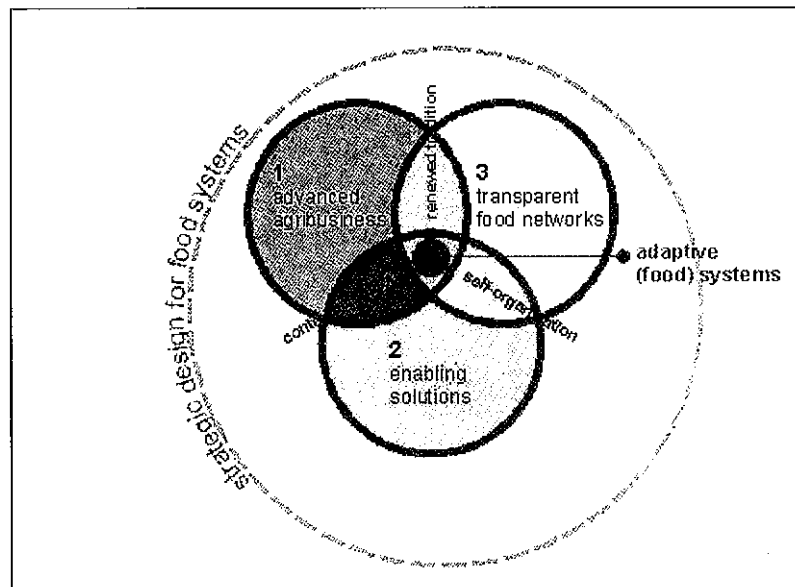 strategic design for food systems
renewed tradition
1
advanced
agribusiness
3
transparent
food networks
adaptive
(food) systems
self-organization
2
enabling
solutions